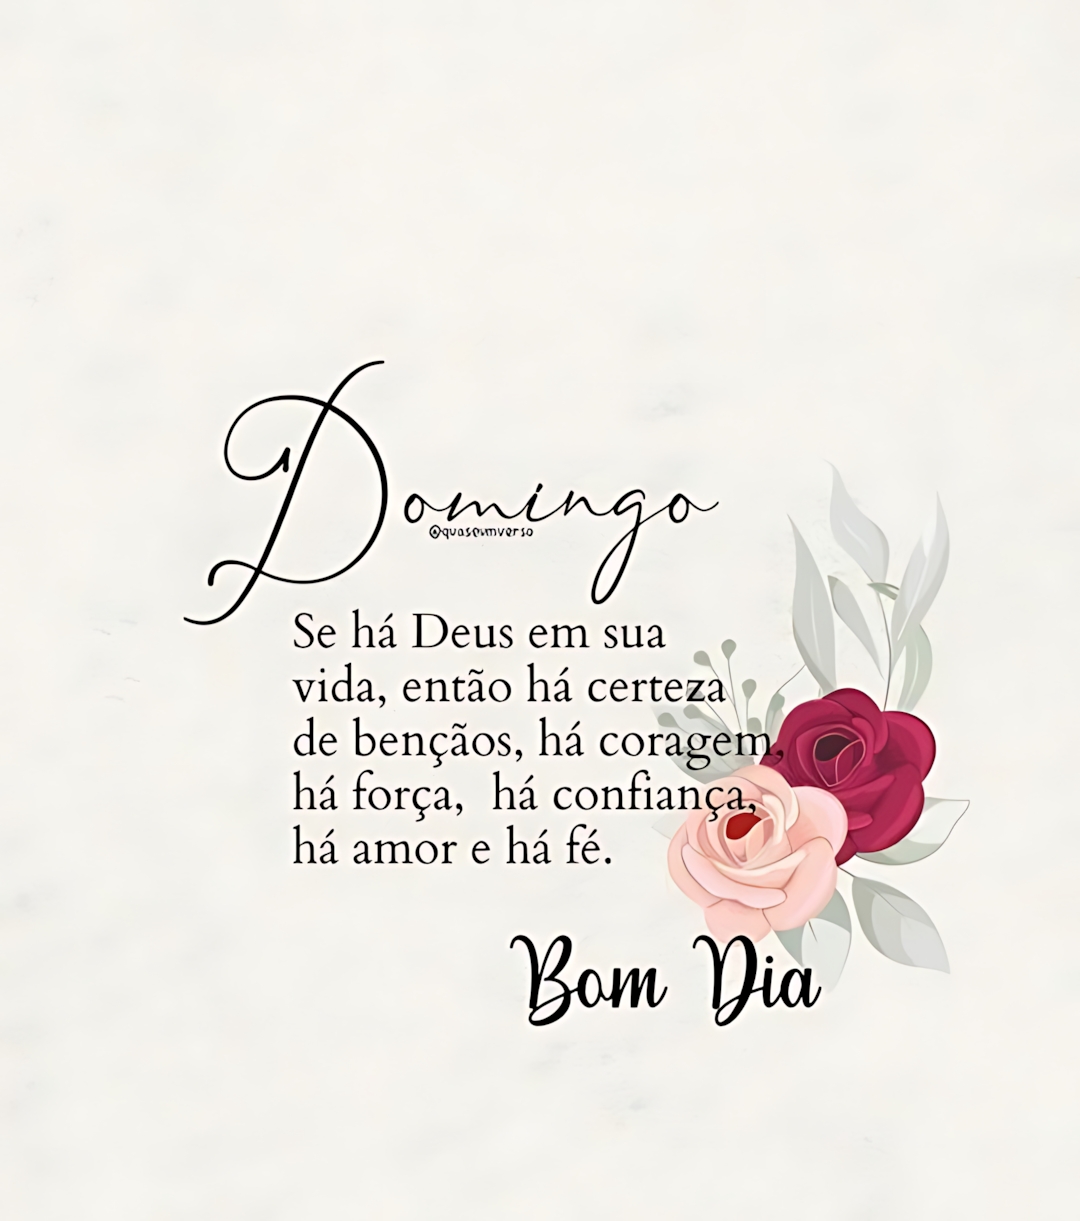 Domingo
@quaseumverso
Se há Deus em sua
vida, então há certeza
de bençãos, há coragem,
há força,  há confiança,
há amor e há fé.
Bom Dia